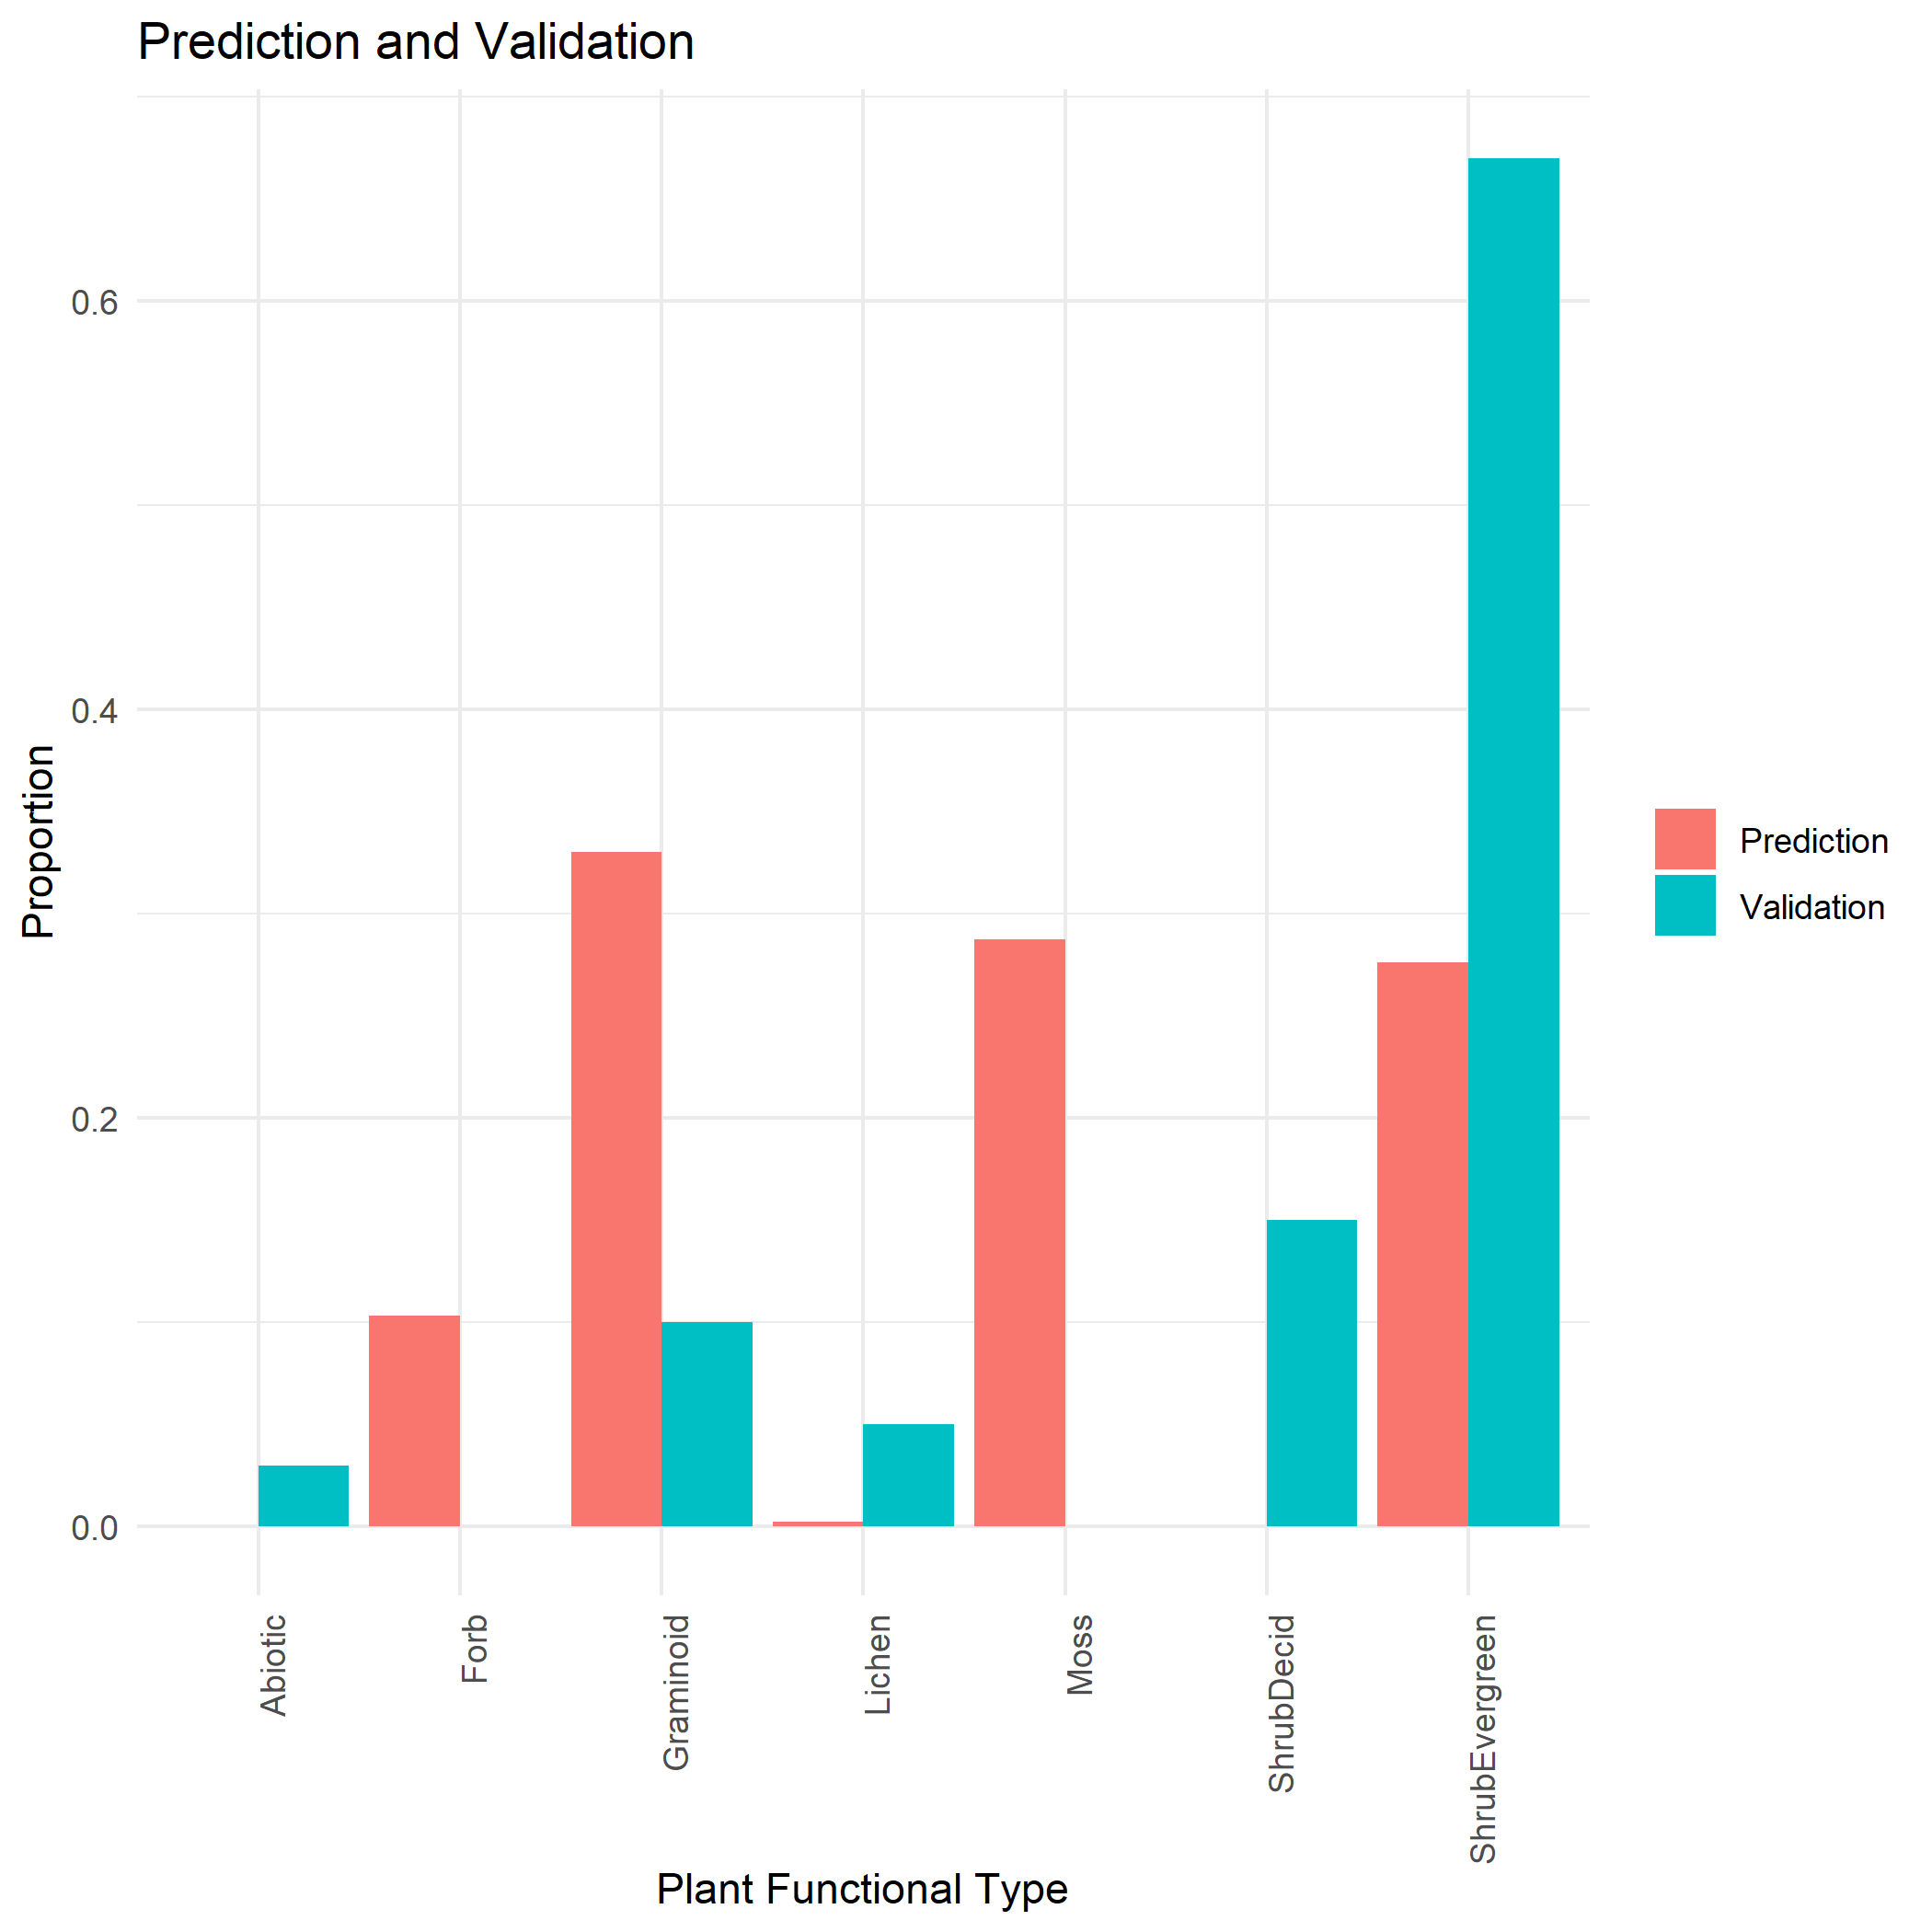 Prediction and Validation
Proportion
0.6
0.4
0.2
0.0
Abiotic
Forb
Graminoid
Lichen
Moss
ShrubDecid
ShrubEvergreen
Plant Functional Type
Prediction
Validation